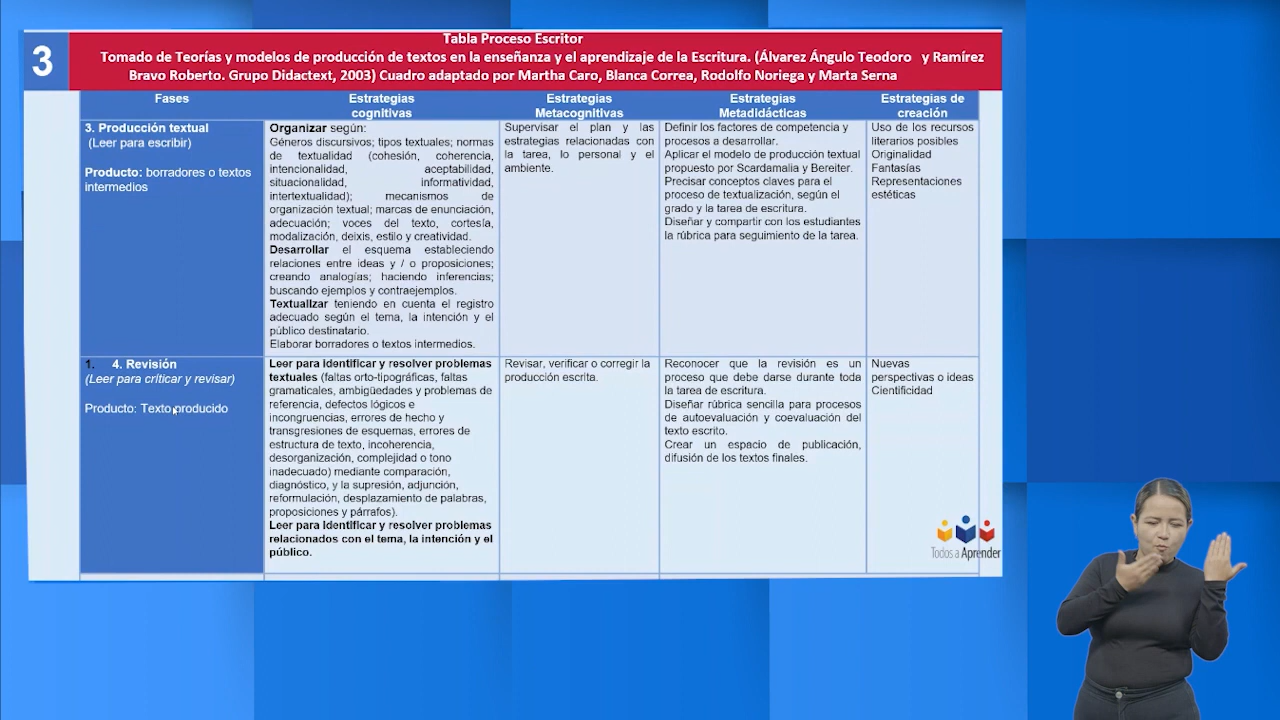 3
Tabla Proceso Escritor
Tomado de Teorías y modelos de producción de textos en la enseñanza y el aprendizaje de la Escritura. (Álvarez Ángulo Teodoro y Ramírez
Bravo Roberto. Grupo Didactext, 2003) Cuadro adaptado por Martha Caro, Blanca Correa, Rodolfo Noriega y Marta Serna
Fases
Estrategias
cognitivas
Estrategias
Metacognitivas
Estrategias
Metadidácticas
Estrategias de
creación
3. Producción textual
(Leer para escribir)
Producto: borradores o textos
intermedios
Organizar según:
Géneros discursivos; tipos textuales; normas
de textualidad (cohesión, coherencia,
intencionalidad, aceptabilidad,
situacionalidad, informatividad,
intertextualidad); mecanismos de
organización textual; marcas de enunciación,
adecuación; voces del texto, cortesía,
modalización, deixis, estilo y creatividad.
Desarrollar el esquema estableciendo
relaciones entre ideas y / o proposiciones;
creando analogías; haciendo inferencias;
buscando ejemplos y contraejemplos.
Textualizar teniendo en cuenta el registro
adecuado según el tema, la intención y el
público destinatario.
Elaborar borradores o textos intermedios.
Supervisar el plan y las
estrategias relacionadas con
la tarea, lo personal y el
ambiente.
Definir los factores de competencia y
procesos a desarrollar.
Aplicar el modelo de producción textual
propuesto por Scardamalia y Bereiter.
Precisar conceptos claves para el
proceso de textualización, según el
grado y la tarea de escritura.
Diseñar y compartir con los estudiantes
la rúbrica para seguimiento de la tarea.
Uso de los recursos
literarios posibles
Originalidad
Fantasías
Representaciones
estéticas
1. 4. Revisión
(Leer para críticar y revisar)
Producto: Texto producido
Leer para identificar y resolver problemas
textuales (faltas orto-tipográficas, faltas
gramaticales, ambigüedades y problemas de
referencia, defectos lógicos e
incongruencias, errores de hecho y
transgresiones de esquemas, errores de
estructura de texto, incoherencia,
desorganización, complejidad o tono
inadecuado) mediante comparación,
diagnóstico, y la supresión, adjunción,
reformulación, desplazamiento de palabras,
proposiciones y párrafos).
Leer para identificar y resolver problemas
relacionados con el tema, la intención y el
público.
Revisar, verificar o corregir la
producción escrita.
Reconocer que la revisión es un
proceso que debe darse durante toda
la tarea de escritura.
Diseñar rúbrica sencilla para procesos
de autoevaluación y coevaluación del
texto escrito.
Crear un espacio de publicación,
difusión de los textos finales.
Nuevas
perspectivas o ideas
Cientificidad
Todos a Aprender